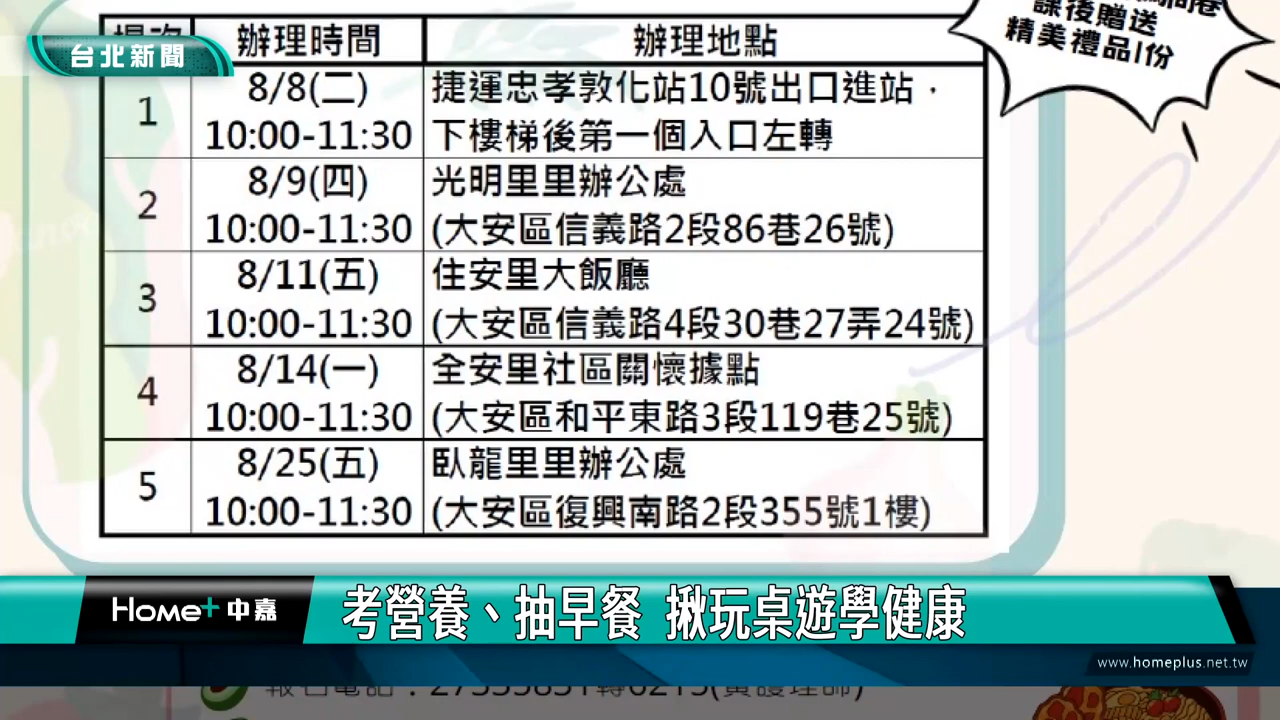 台北新聞
辦理時間 辦理地點
課後贈送
精美禮品1份
1 8/8(二) 10:00-11:30 捷運忠孝敦化站10號出口進站，
下樓梯後第一個入口左轉
2 8/9(四) 10:00-11:30 光明里里辦公處
(大安區信義路2段86巷26號)
3 8/11(五) 10:00-11:30 住安里大飯廳
(大安區信義路4段30巷27弄24號)
4 8/14(一) 10:00-11:30 全安里社區關懷據點
(大安區和平東路3段119巷25號)
5 8/25(五) 10:00-11:30 臥龍里里辦公處
(大安區復興南路2段355號1樓)
Home+中嘉
考營養、抽早餐 揪玩桌遊學健康
www.homeplus.net.tw